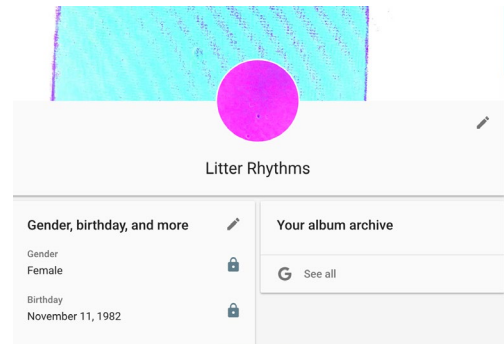 Litter Rhythms
Gender, birthday, and more
Gender
Female
Birthday
November 11, 1982
Your album archive
G See all